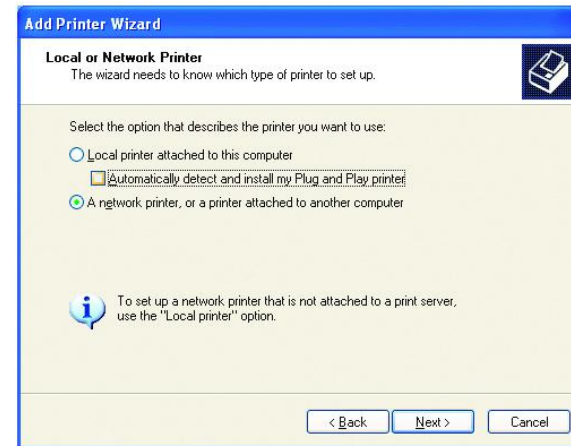 Add Printer Wizard
Local or Network Printer
The wizard needs to know which type of printer to set up.
Select the option that describes the printer you want to use:
Local printer attached to this computer
Automatically detect and install my Plug and Play printer
A network printer, or a printer attached to another computer
To set up a network printer that is not attached to a print server,
use the "Local printer" option.
< Back Next > Cancel